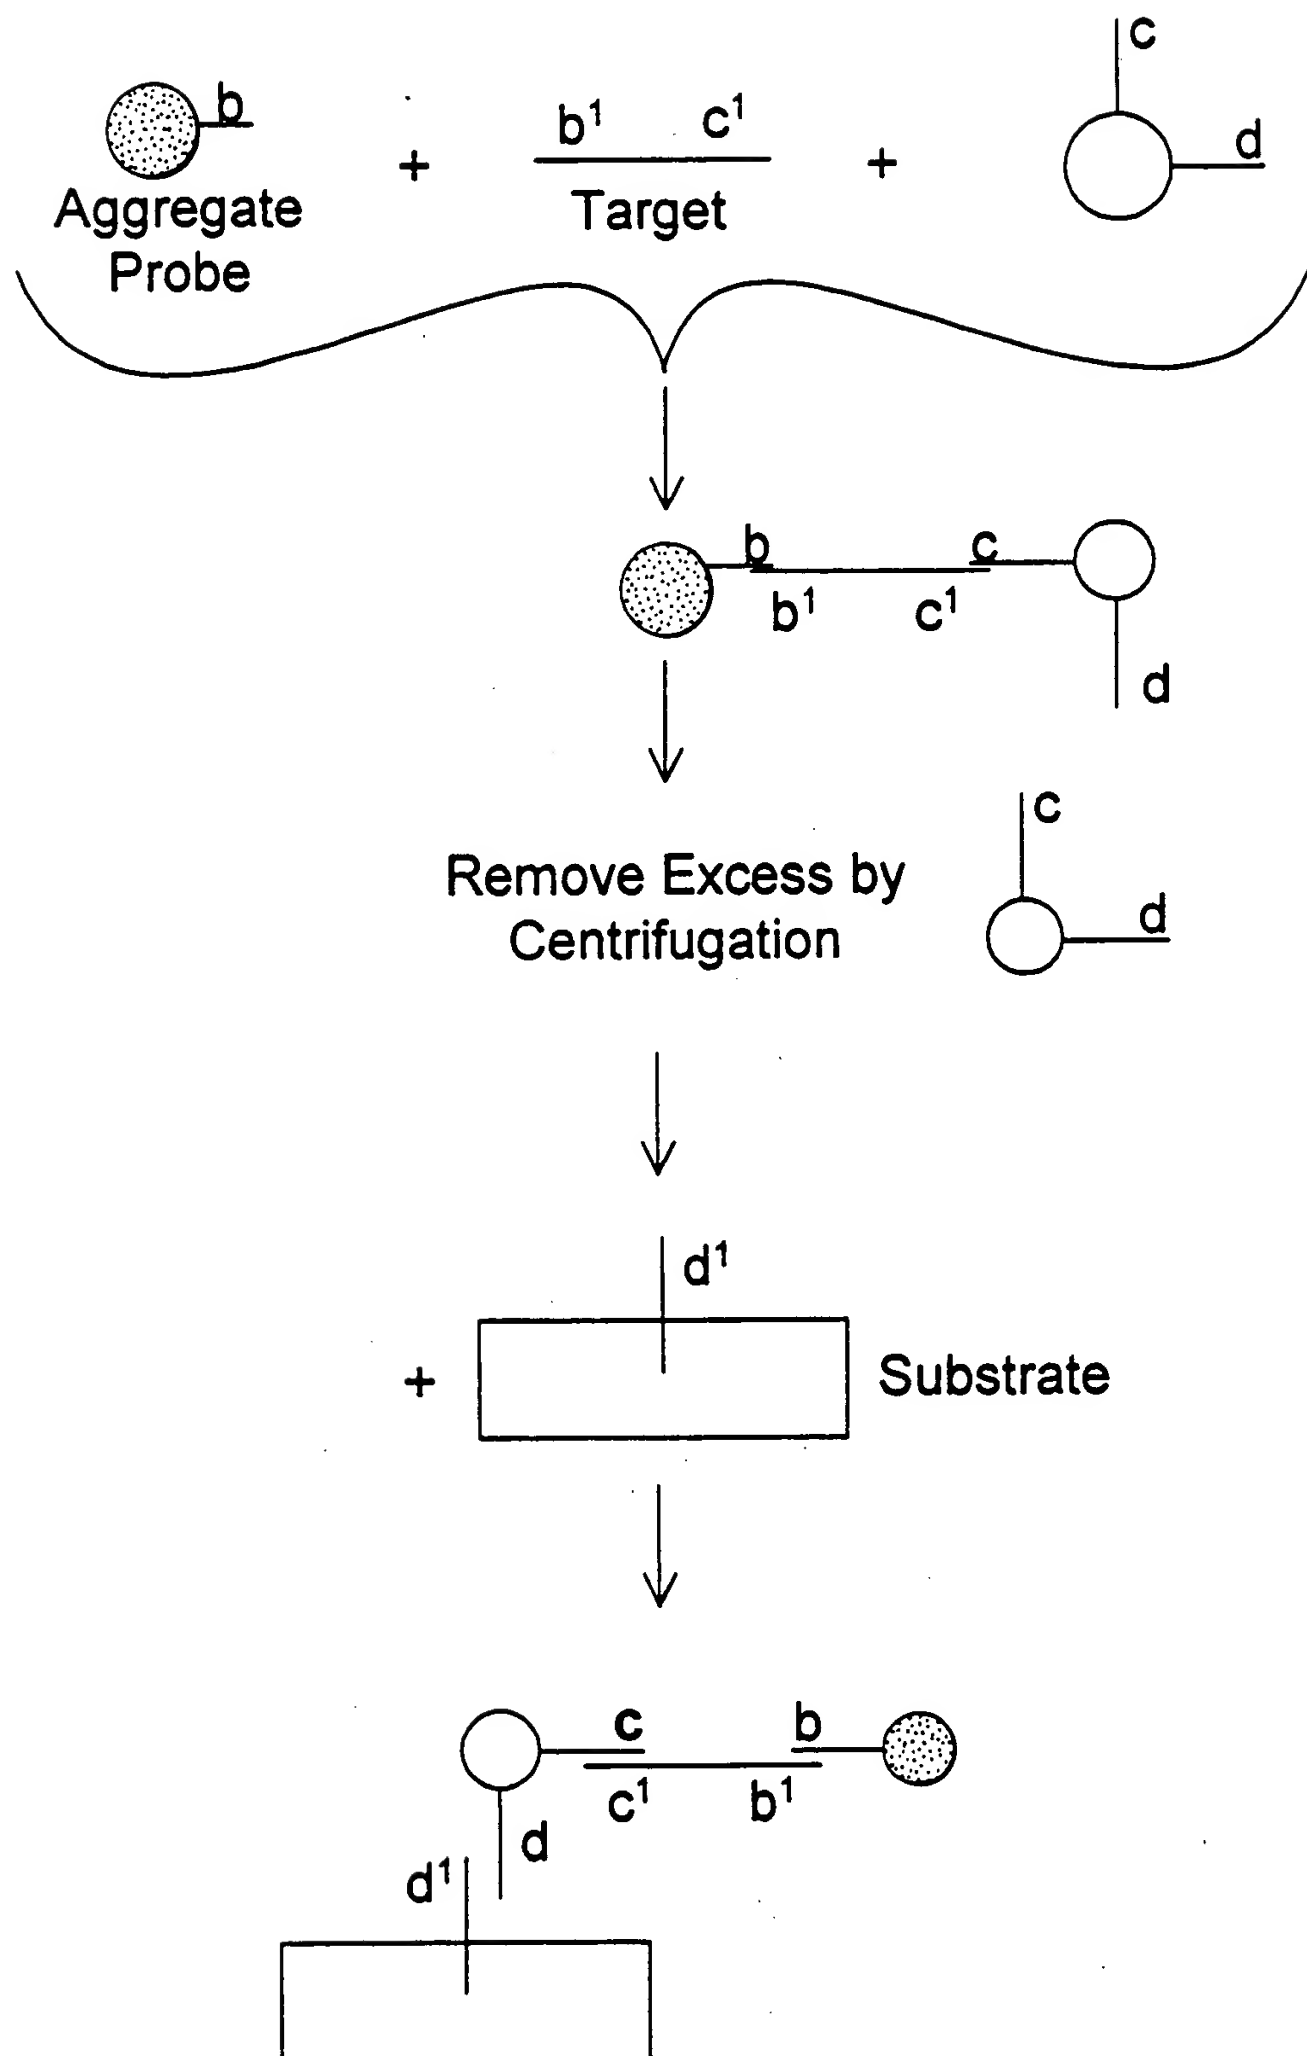 c
b
b¹ c¹
d
+ +
Aggregate
Probe
Target
b c
b¹ c¹
d
c
Remove Excess by
Centrifugation
d
d¹
+ Substrate
c b
c¹ b¹
d
d¹